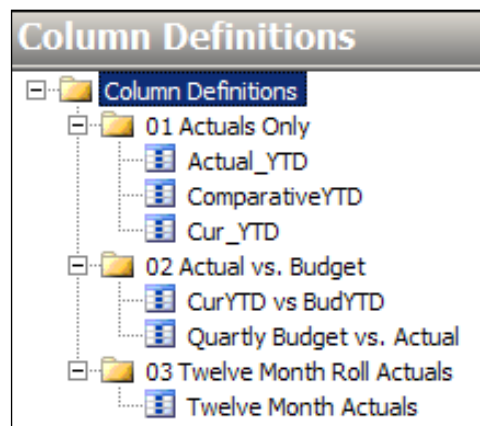 Column Definitions
Column Definitions
01 Actuals Only
Actual_YTD
ComparativeYTD
Cur_YTD
02 Actual vs. Budget
CurYTD vs BudYTD
Quartly Budget vs. Actual
03 Twelve Month Roll Actuals
Twelve Month Actuals